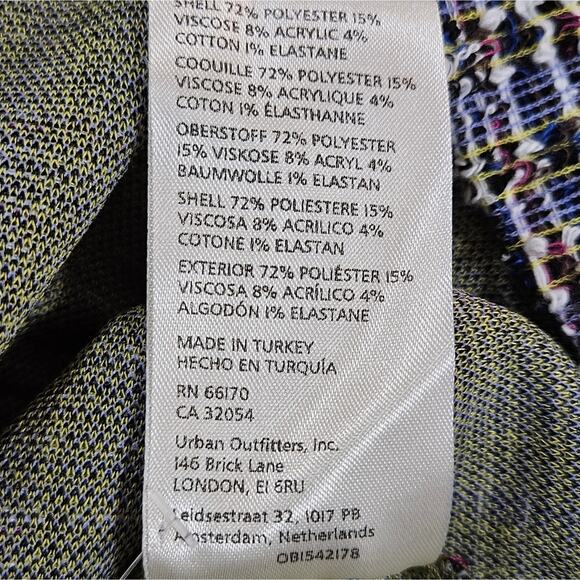 SHELL 72% POLYESTER 15%
VISCOSE 8% ACRYLIC 4%
COTTON 1% ELASTANE
COOUILLE 72% POLYESTER 15%
VISCOSE 8% ACRYLIQUE 4%
COTON 1% ÉLASTHANNE
OBERSTOFF 72% POLYESTER
15% VISKOSE 8% ACRYL 4%
BAUMWOLLE 1% ELASTAN
SHELL 72% POLIESTERE 15%
VISCOSA 8% ACRILICO 4%
COTONE 1% ELASTAN
EXTERIOR 72% POLIÉSTER 15%
VISCOSA 8% ACRÍLICO 4%
ALGODÓN 1% ELASTANE
MADE IN TURKEY
HECHO EN TURQUÍA
RN 66170
CA 32054
Urban Outfitters, Inc.
146 Brick Lane
LONDON, E1 6RU
Leidsestraat 32, 1017 PB
Amsterdam, Netherlands
OB1542178